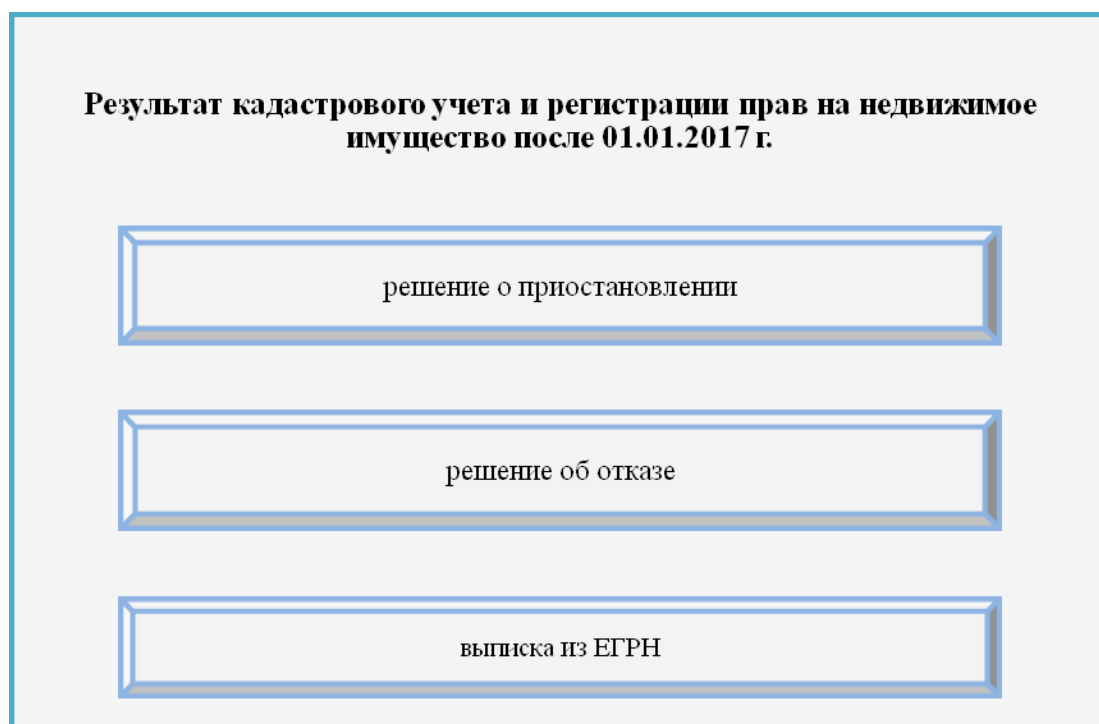 Результат кадастрового учета и регистрации прав на недвижимое
имущество после 01.01.2017 г.
решение о приостановлении
решение об отказе
выписка из ЕГРН